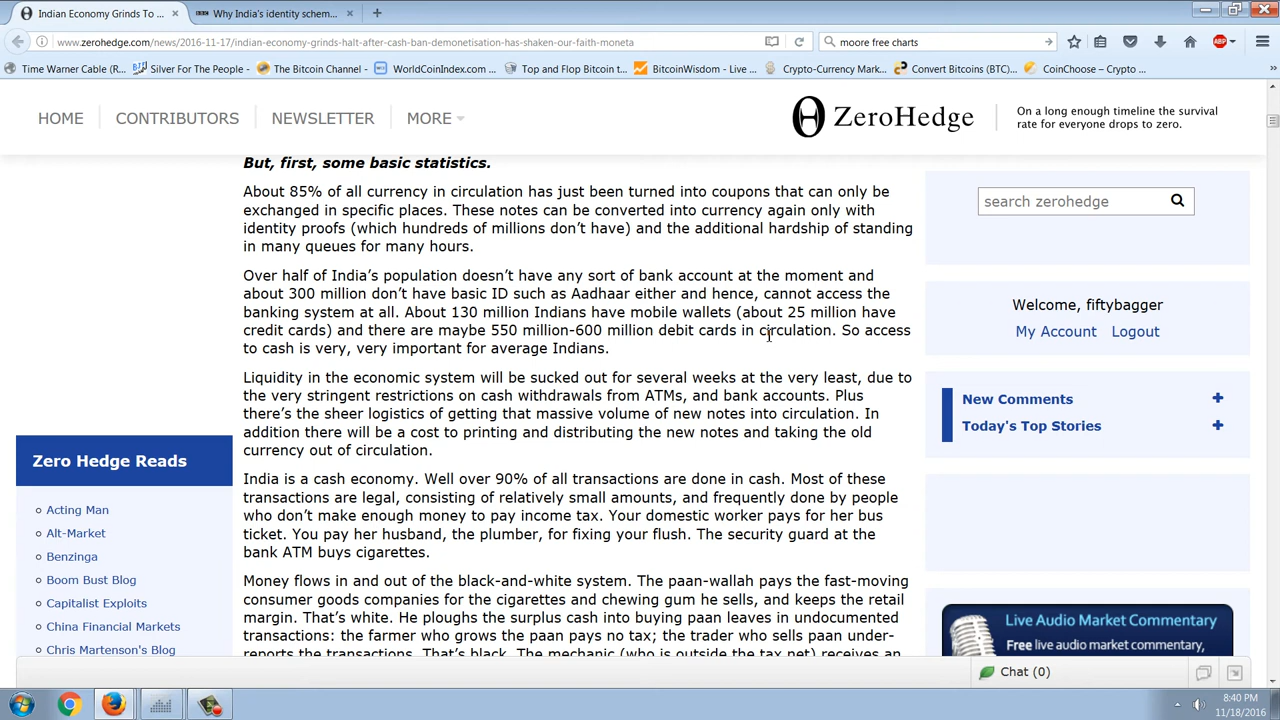 Indian Economy Grinds To ...
Why India's identity schem...
www.zerohedge.com/news/2016-11-17/indian-economy-grinds-halt-after-cash-ban-demonetisation-has-shaken-our-faith-moneta
moore free charts
ABP
Time Warner Cable (R...
Silver For The People - ...
The Bitcoin Channel - ...
WorldCoinIndex.com ...
Top and Flop Bitcoin t...
BitcoinWisdom - Live ...
Crypto-Currency Mark...
Convert Bitcoins (BTC)...
CoinChoose – Crypto ...
HOME
CONTRIBUTORS
NEWSLETTER
MORE
ZeroHedge
On a long enough timeline the survival
rate for everyone drops to zero.
But, first, some basic statistics.
About 85% of all currency in circulation has just been turned into coupons that can only be
exchanged in specific places. These notes can be converted into currency again only with
identity proofs (which hundreds of millions don’t have) and the additional hardship of standing
in many queues for many hours.
Over half of India’s population doesn’t have any sort of bank account at the moment and
about 300 million don’t have basic ID such as Aadhaar either and hence, cannot access the
banking system at all. About 130 million Indians have mobile wallets (about 25 million have
credit cards) and there are maybe 550 million-600 million debit cards in circulation. So access
to cash is very, very important for average Indians.
Liquidity in the economic system will be sucked out for several weeks at the very least, due to
the very stringent restrictions on cash withdrawals from ATMs, and bank accounts. Plus
there’s the sheer logistics of getting that massive volume of new notes into circulation. In
addition there will be a cost to printing and distributing the new notes and taking the old
currency out of circulation.
India is a cash economy. Well over 90% of all transactions are done in cash. Most of these
transactions are legal, consisting of relatively small amounts, and frequently done by people
who don’t make enough money to pay income tax. Your domestic worker pays for her bus
ticket. You pay her husband, the plumber, for fixing your flush. The security guard at the
bank ATM buys cigarettes.
Money flows in and out of the black-and-white system. The paan-wallah pays the fast-moving
consumer goods companies for the cigarettes and chewing gum he sells, and keeps the retail
margin. That’s white. He ploughs the surplus cash into buying paan leaves in undocumented
transactions: the farmer who grows the paan pays no tax; the trader who sells paan under-
reports the transactions. That’s black. The mechanic (who is outside the tax net) receives an
Zero Hedge Reads
Acting Man
Alt-Market
Benzinga
Boom Bust Blog
Capitalist Exploits
China Financial Markets
Chris Martenson's Blog
search zerohedge
Welcome, fiftybagger
My Account
Logout
New Comments
Today's Top Stories
Live Audio Market Commentary
Free live audio market commentary,
Chat (0)
8:40 PM
11/18/2016